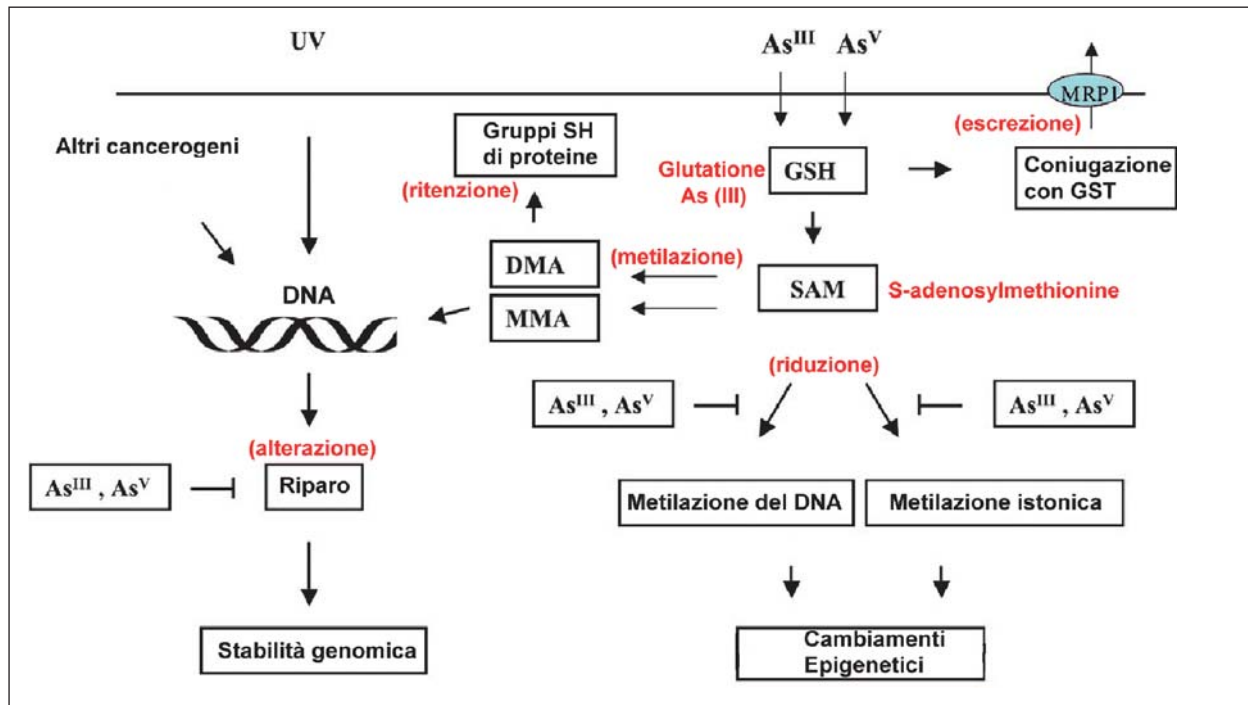 UV
As^III
As^V
MRP1
(escrezione)
Altri cancerogeni
Gruppi SH
di proteine
(ritenzione)
Glutatione
As (III)
GSH
Coniugazione
con GST
DMA
(metilazione)
MMA
SAM
S-adenosylmethionine
DNA
(riduzione)
As^III , As^V
As^III , As^V
(alterazione)
As^III , As^V
Riparo
Metilazione del DNA
Metilazione istonica
Stabilità genomica
Cambiamenti
Epigenetici